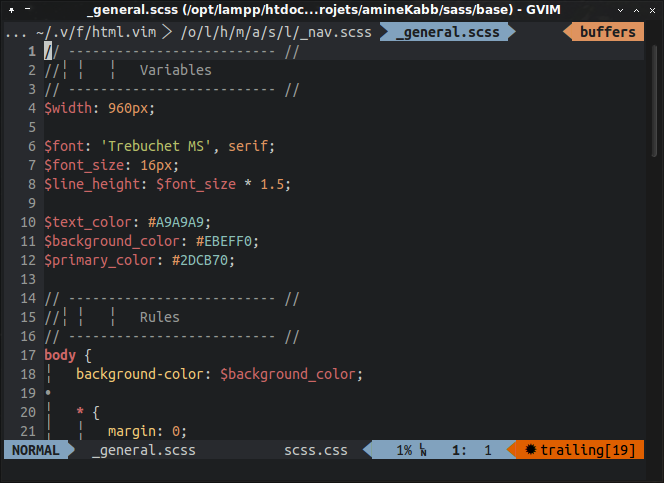 _general.scss (/opt/lampp/htdoc...rojets/amineKabb/sass/base) - GVIM
... ~/.v/f/html.vim > /o/l/h/m/a/s/l/_nav.scss _general.scss buffers
1 // -------------------------- //
2 //¦ ¦ ¦ Variables
3 // -------------------------- //
4 $width: 960px;
5
6 $font: 'Trebuchet MS', serif;
7 $font_size: 16px;
8 $line_height: $font_size * 1.5;
9
10 $text_color: #A9A9A9;
11 $background_color: #EBEFF0;
12 $primary_color: #2DCB70;
13
14 // -------------------------- //
15 //¦ ¦ ¦ Rules
16 // -------------------------- //
17 body {
18 ¦ background-color: $background_color;
19 •
20 ¦ * {
21 ¦ ¦ margin: 0;
NORMAL _general.scss scss.css 1% ␤ 1: 1 ✹ trailing[19]